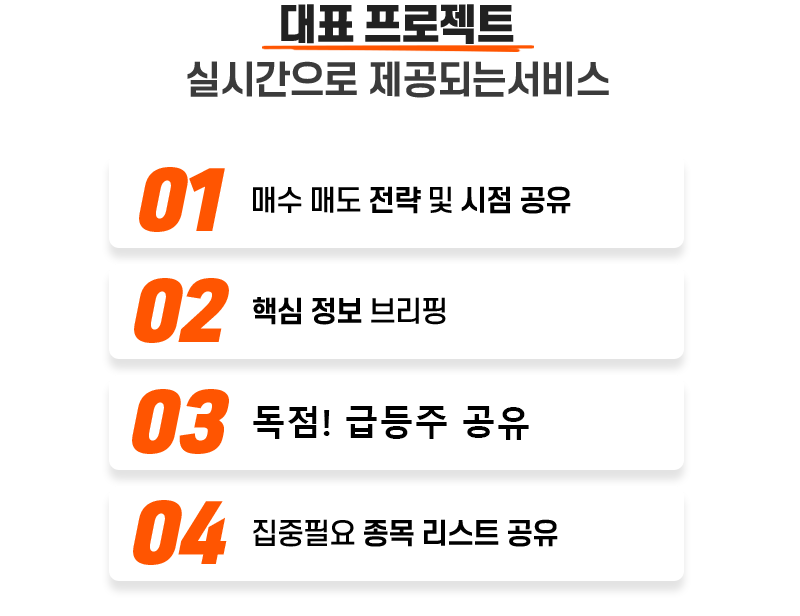 대표 프로젝트
실시간으로 제공되는서비스
01 매수 매도 전략 및 시점 공유
02 핵심 정보 브리핑
03 독점! 급등주 공유
04 집중필요 종목 리스트 공유